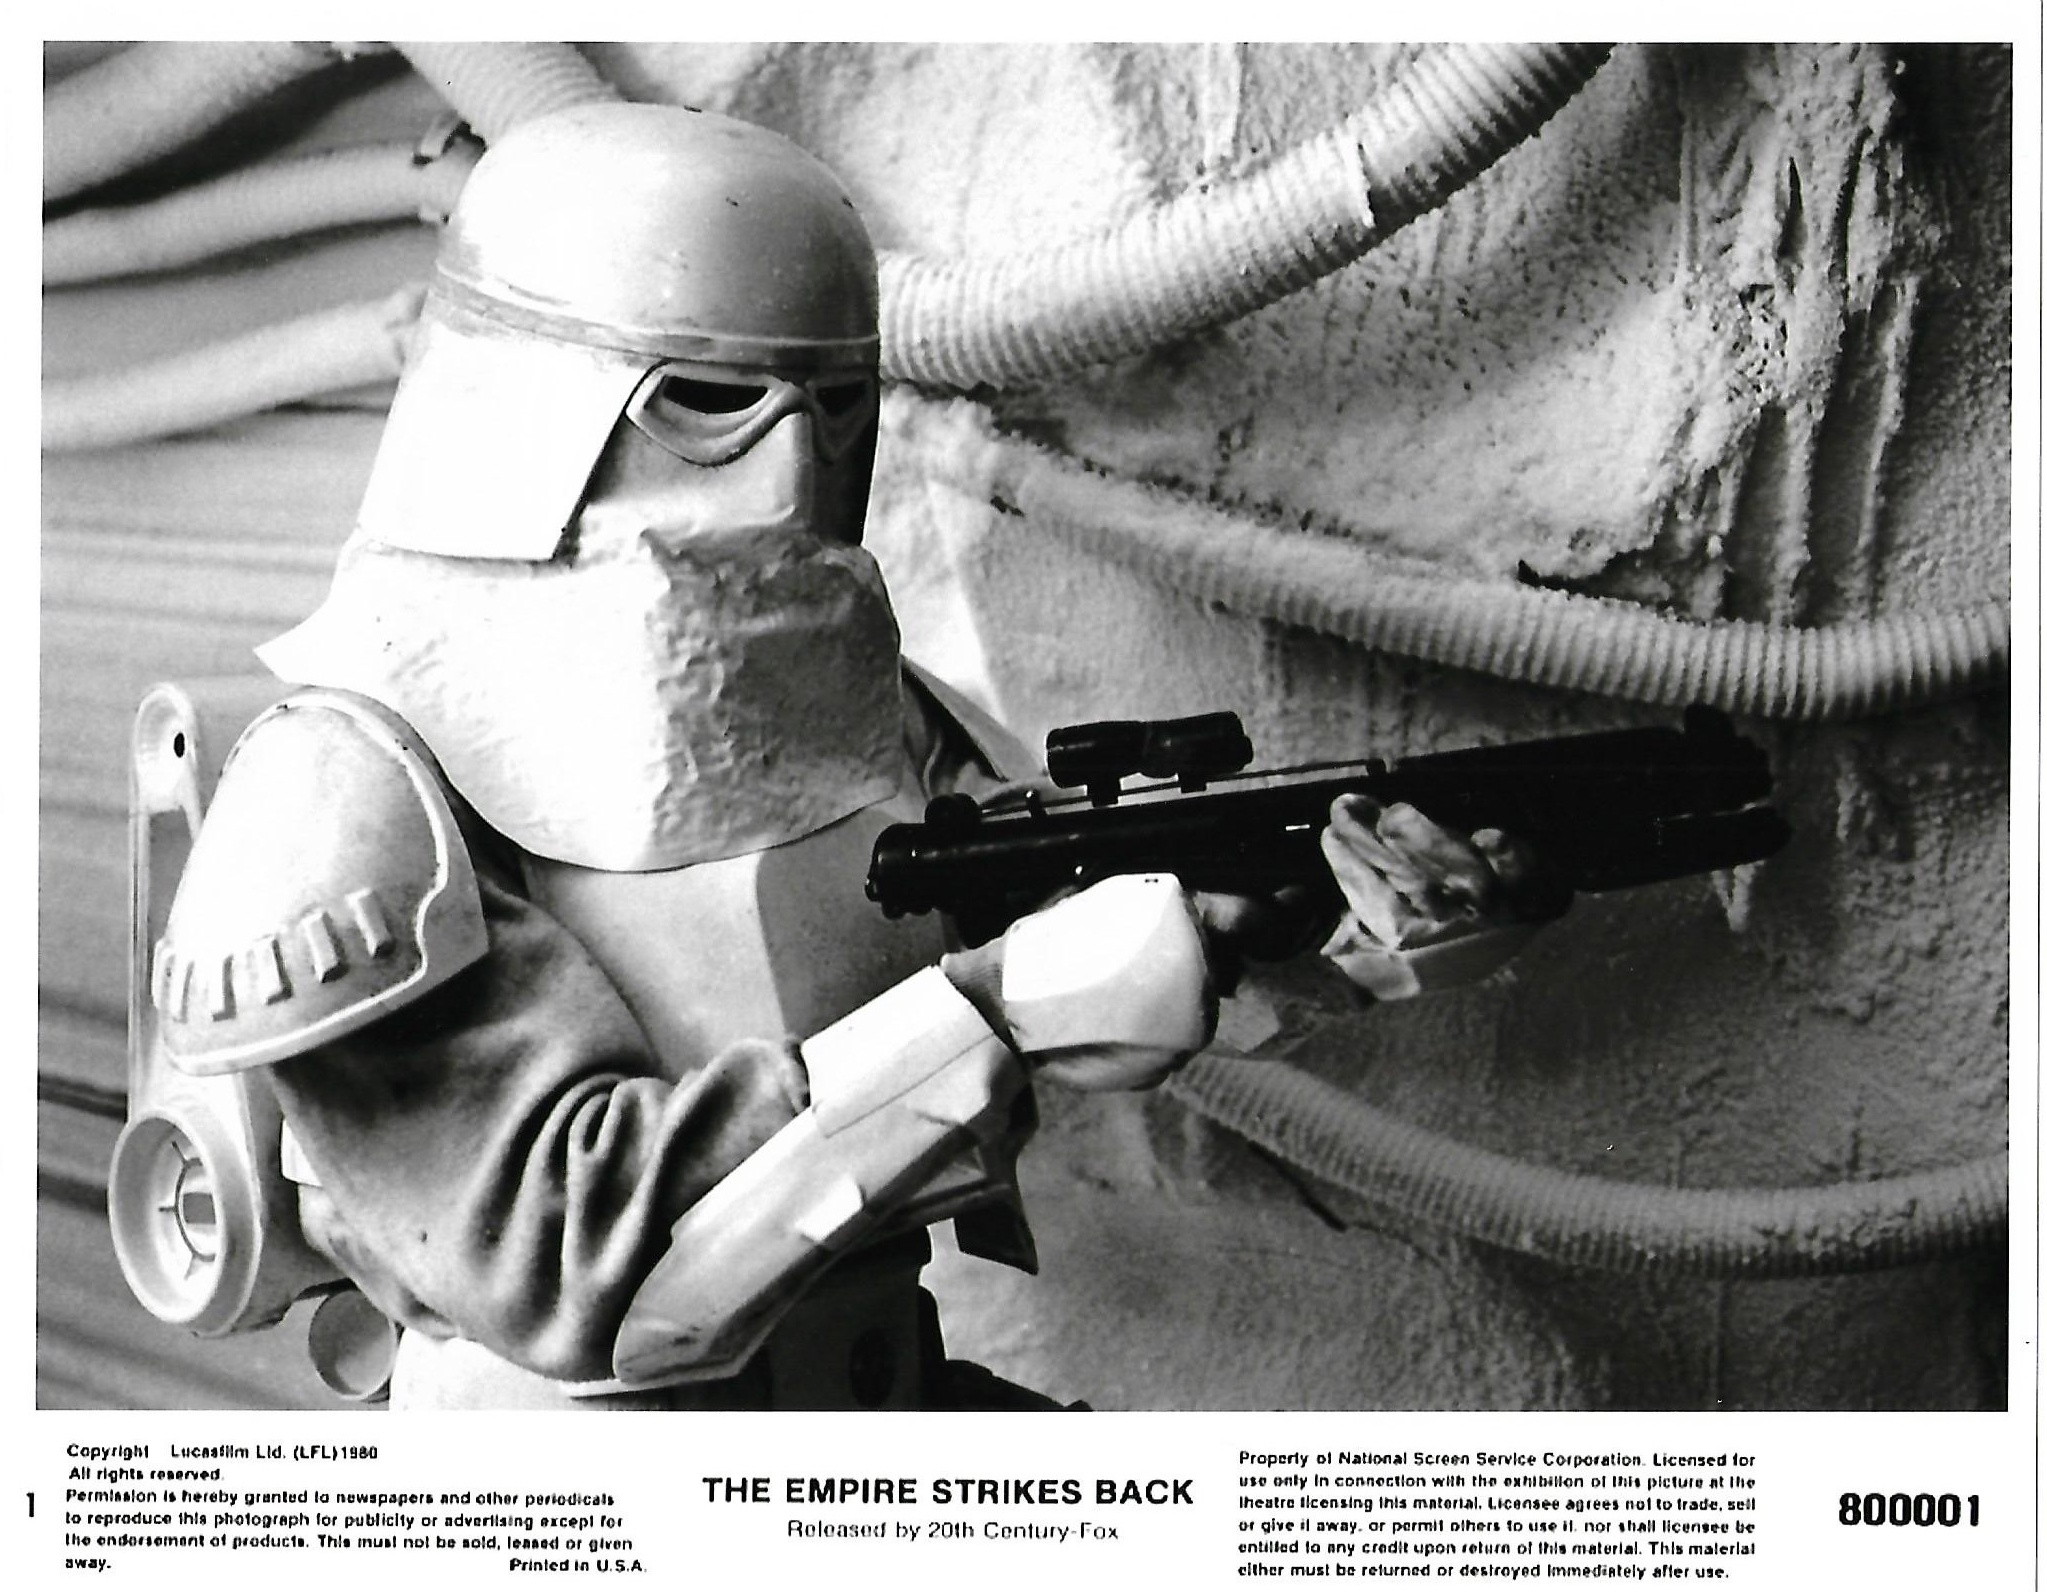 Copyright Lucasfilm Ltd. (LFL) 1980
All rights reserved.
1
Permission is hereby granted to newspapers and other periodicals
to reproduce this photograph for publicity or advertising except for
the endorsement of products. This must not be sold, leased or given
away. Printed in U.S.A.
THE EMPIRE STRIKES BACK
Released by 20th Century-Fox
Property of National Screen Service Corporation. Licensed for
use only in connection with the exhibition of this picture at the
theatre licensing this material. Licensee agrees not to trade, sell
or give it away, or permit others to use it, nor shall licensee be
entitled to any credit upon return of this material. This material
either must be returned or destroyed immediately after use.
800001